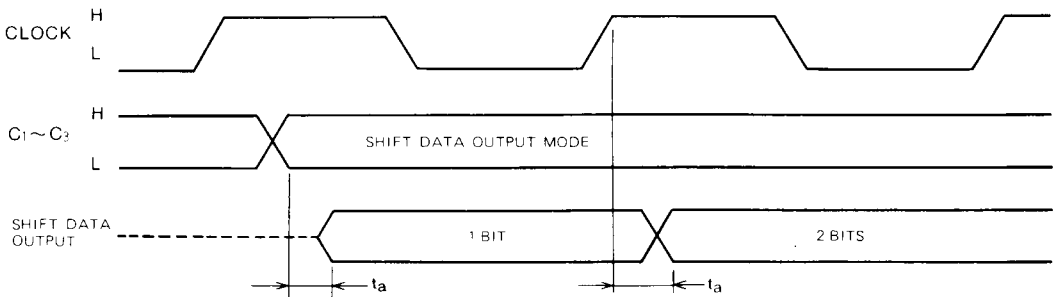 H
CLOCK
L
H
C₁~C₃
SHIFT DATA OUTPUT MODE
L
SHIFT DATA
OUTPUT
1 BIT
2 BITS
ta
ta